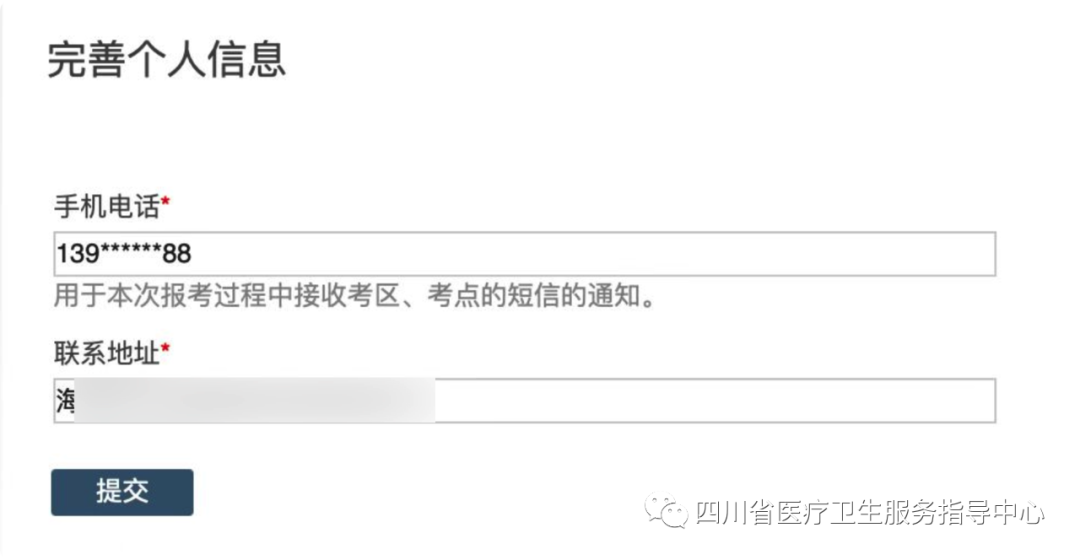 完善个人信息
手机电话*
139******88
用于本次报考过程中接收考区、考点的短信的通知。
联系地址*
海
提交
四川省医疗卫生服务指导中心